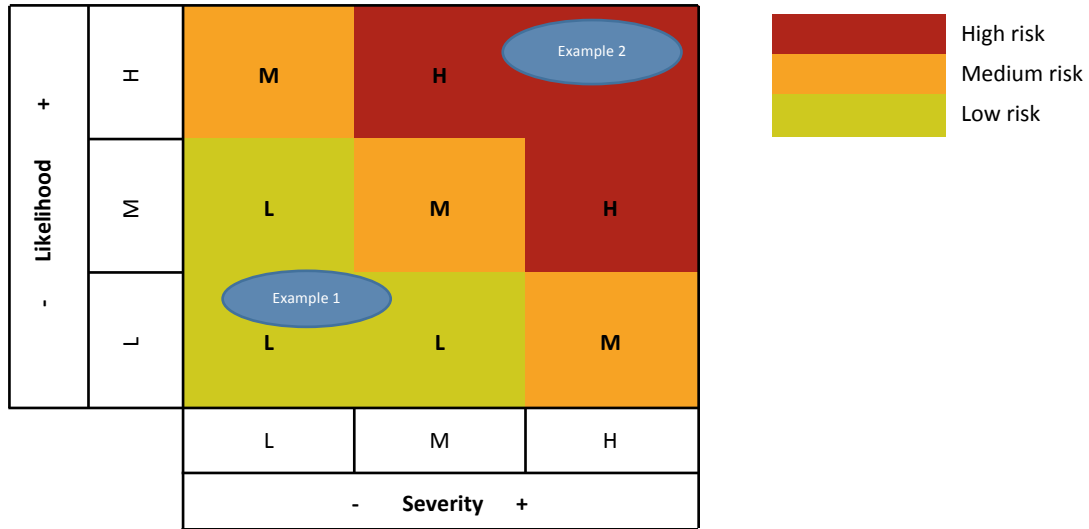 +
Likelihood
-
H
M
L
M
H
Example 2
L
M
H
Example 1
L
L
M
L
M
H
- Severity +
High risk
Medium risk
Low risk